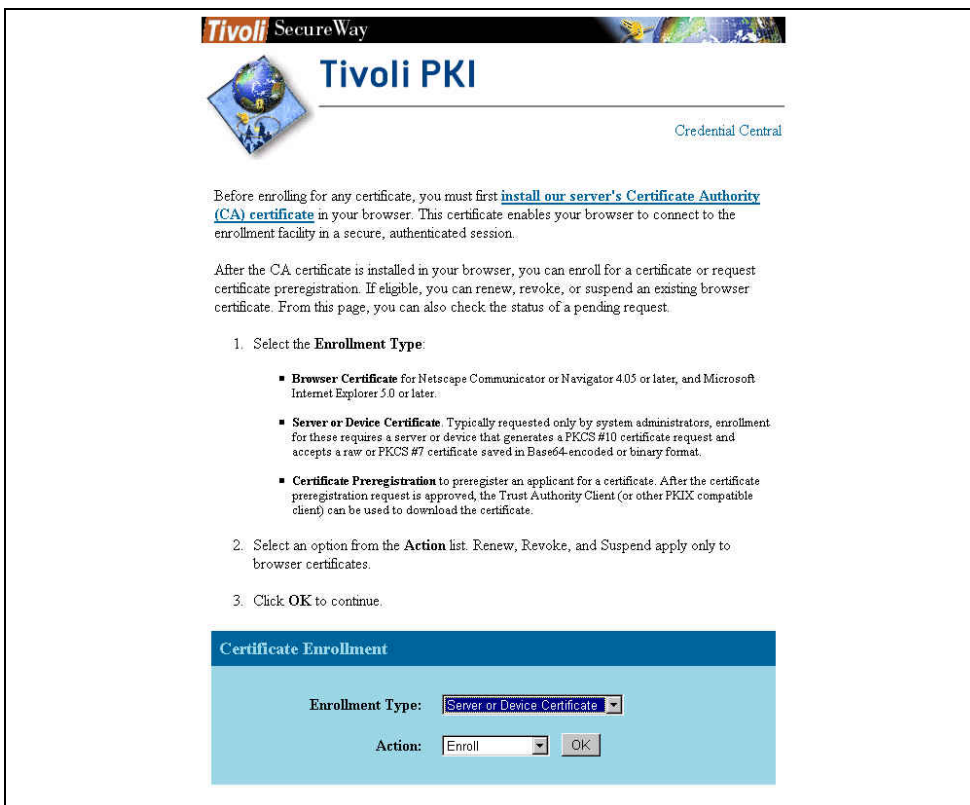 Tivoli SecureWay
Tivoli PKI
Credential Central
Before enrolling for any certificate, you must first install our server's Certificate Authority
(CA) certificate in your browser. This certificate enables your browser to connect to the
enrollment facility in a secure, authenticated session.
After the CA certificate is installed in your browser, you can enroll for a certificate or request
certificate preregistration. If eligible, you can renew, revoke, or suspend an existing browser
certificate. From this page, you can also check the status of a pending request.
1. Select the Enrollment Type:
■ Browser Certificate for Netscape Communicator or Navigator 4.05 or later, and Microsoft
Internet Explorer 5.0 or later.
■ Server or Device Certificate. Typically requested only by system administrators, enrollment
for these requires a server or device that generates a PKCS #10 certificate request and
accepts a raw or PKCS #7 certificate saved in Base64-encoded or binary format.
■ Certificate Preregistration to preregister an applicant for a certificate. After the certificate
preregistration request is approved, the Trust Authority Client (or other PKIX compatible
client) can be used to download the certificate.
2. Select an option from the Action list. Renew, Revoke, and Suspend apply only to
browser certificates.
3. Click OK to continue.
Certificate Enrollment
Enrollment Type: Server or Device Certificate
Action: Enroll OK